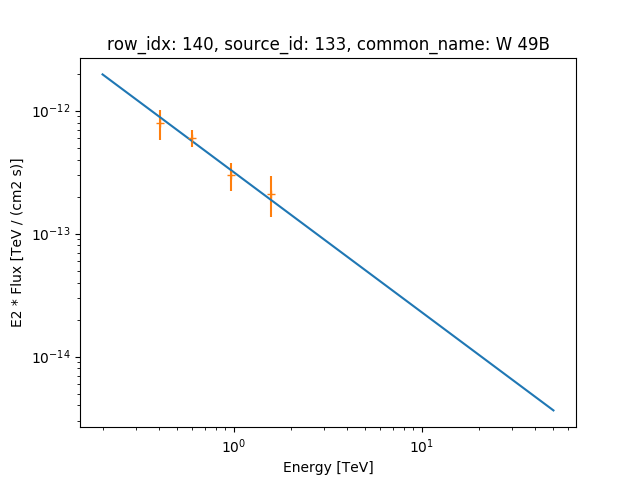 row_idx: 140, source_id: 133, common_name: W 49B
E2 * Flux [TeV / (cm2 s)]
10⁻¹²
10⁻¹³
10⁻¹⁴
10⁰ 10¹
Energy [TeV]